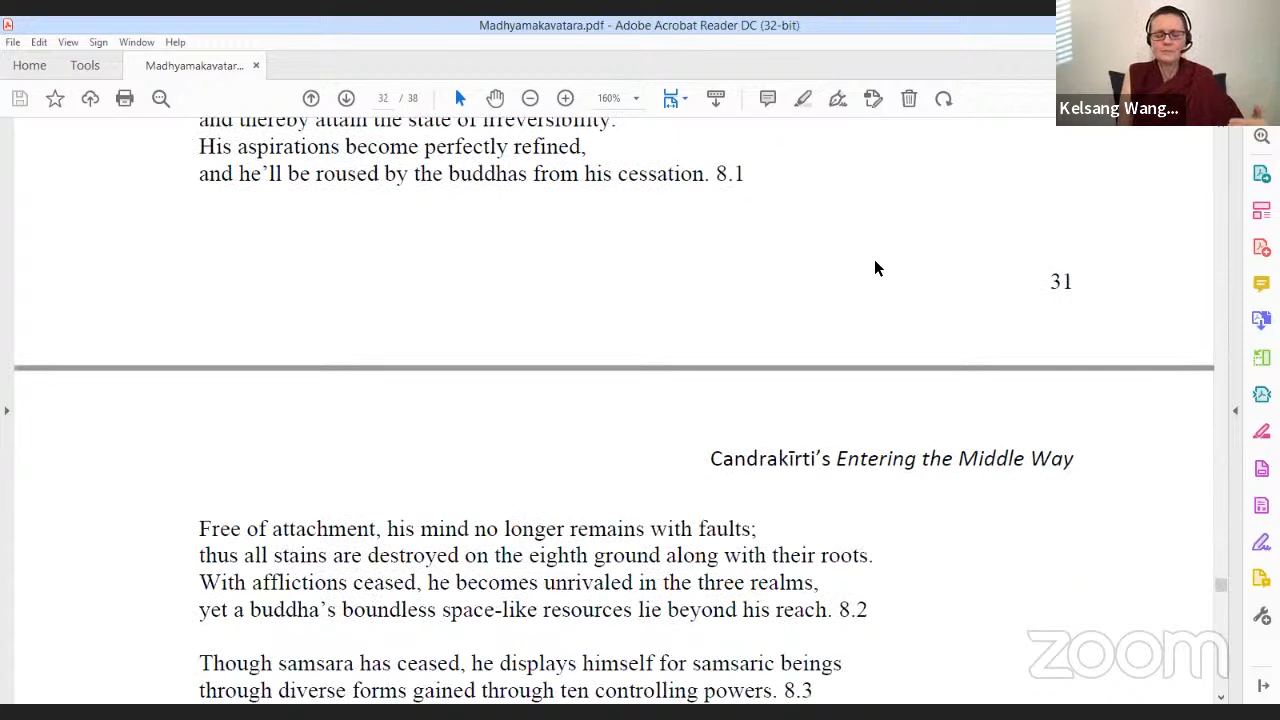 Madhyamakavatara.pdf - Adobe Acrobat Reader DC (32-bit)
File Edit View Sign Window Help
Home Tools Madhyamakavatar... ×
32 / 38 160%
Kelsang Wang...
and thereby attain the state of irreversibility.
His aspirations become perfectly refined,
and he'll be roused by the buddhas from his cessation. 8.1
31
Candrakīrti's Entering the Middle Way
Free of attachment, his mind no longer remains with faults;
thus all stains are destroyed on the eighth ground along with their roots.
With afflictions ceased, he becomes unrivaled in the three realms,
yet a buddha's boundless space-like resources lie beyond his reach. 8.2
Though samsara has ceased, he displays himself for samsaric beings
through diverse forms gained through ten controlling powers. 8.3
zoom